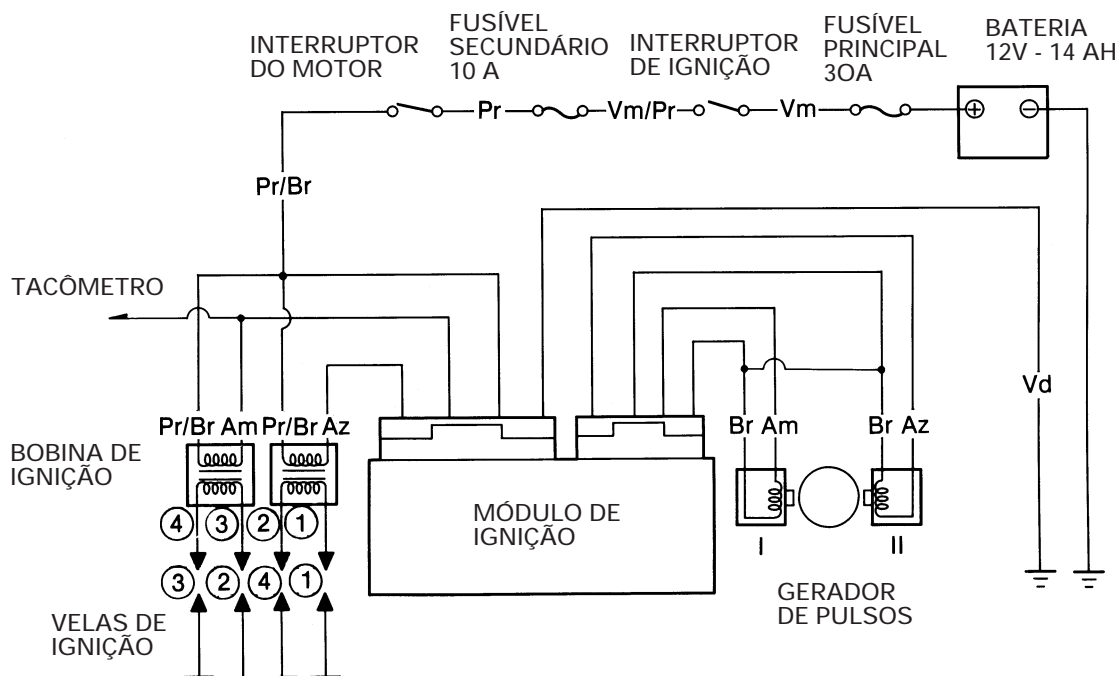 INTERRUPTOR
DO MOTOR
FUSÍVEL
SECUNDÁRIO
10 A
INTERRUPTOR
DE IGNIÇÃO
FUSÍVEL
PRINCIPAL
30A
BATERIA
12V - 14 AH
Pr
Vm/Pr
Vm
+
-
Pr/Br
TACÔMETRO
Vd
Pr/Br Am Pr/Br Az
Br Am
Br Az
BOBINA DE
IGNIÇÃO
MÓDULO DE
IGNIÇÃO
4 3 2 1
3 2 4 1
I
II
GERADOR
DE PULSOS
VELAS DE
IGNIÇÃO